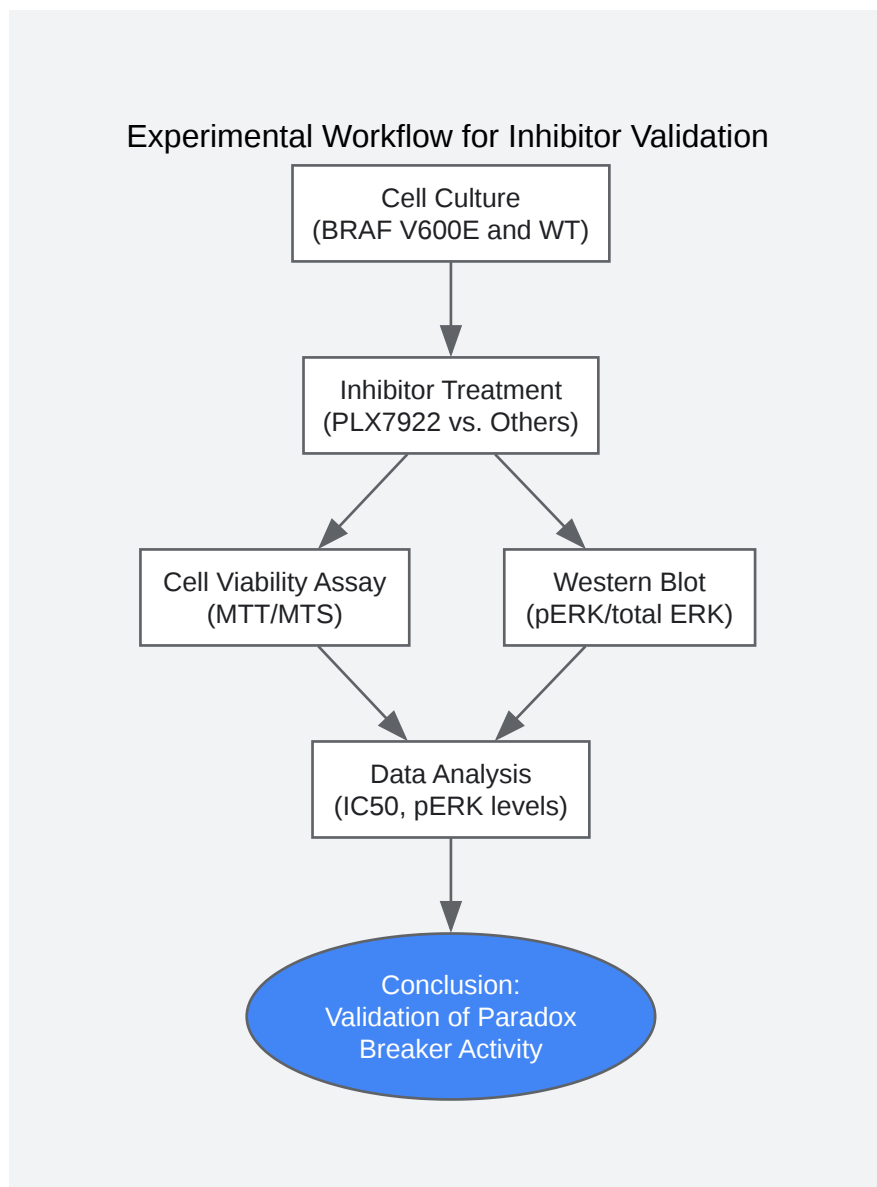 Experimental Workflow for Inhibitor Validation
Cell Culture
(BRAF V600E and WT)
Inhibitor Treatment
(PLX7922 vs. Others)
Cell Viability Assay
(MTT/MTS)
Western Blot
(pERK/total ERK)
Data Analysis
(IC50, pERK levels)
Conclusion:
Validation of Paradox
Breaker Activity